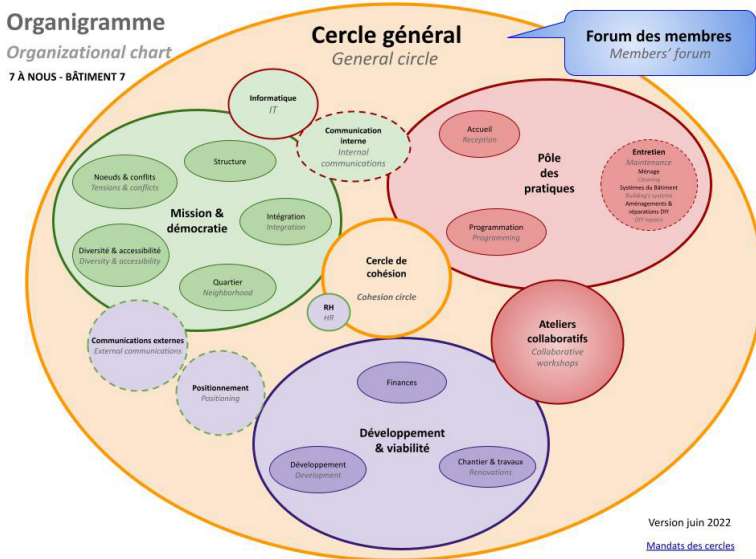 Organigramme
Organizational chart
7 À NOUS - BÂTIMENT 7
Cercle général
General circle
Forum des membres
Members' forum
Informatique
IT
Communication
interne
Internal
communications
Accueil
Reception
Pôle
des
pratiques
Entretien
Maintenance
Ménage
Cleaning
Systèmes du Bâtiment
Building's systems
Aménagements &
réparations DIY
DIY repairs
Programmation
Programming
Structure
Noeuds & conflits
Tensions & conflicts
Mission &
démocratie
Intégration
Integration
Diversité & accessibilité
Diversity & accessibility
Quartier
Neighborhood
Cercle de
cohésion
Cohesion circle
RH
HR
Communications externes
External communications
Positionnement
Positioning
Ateliers
collaboratifs
Collaborative
workshops
Finances
Développement
& viabilité
Développement
Development
Chantier & travaux
Renovations
Version juin 2022
Mandats des cercles